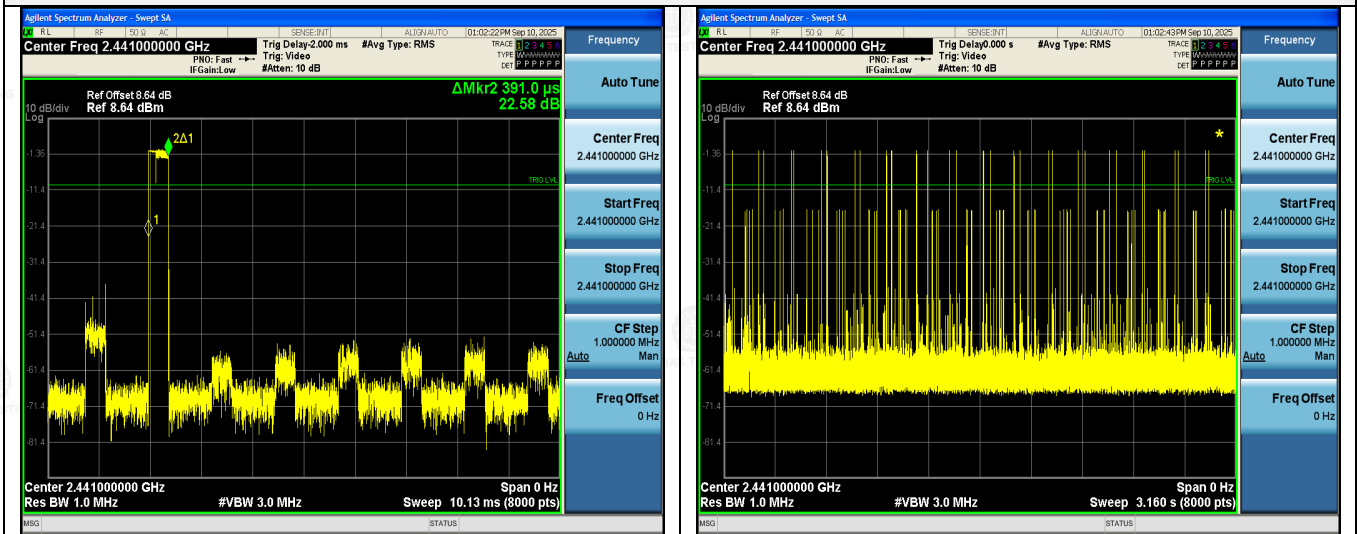 Agilent Spectrum Analyzer - Swept SA
LXI RL RF 50 Ω AC SENSE:INT ALIGNAUTO 01:02:22PM Sep 10, 2025
Center Freq 2.441000000 GHz
PNO: Fast
IFGain:Low
Trig Delay-2.000 ms
Trig: Video
#Atten: 10 dB
#Avg Type: RMS
TRACE 1 2 3 4 5 6
TYPE
DET P P P P P P
ΔMkr2 391.0 µs
22.58 dB
Ref Offset 8.64 dB
10 dB/div Ref 8.64 dBm
Log
2Δ1
-1.36
TRIG LVL
-11.4
1
-21.4
-31.4
-41.4
-51.4
-61.4
-71.4
-81.4
Center 2.441000000 GHz Span 0 Hz
Res BW 1.0 MHz #VBW 3.0 MHz Sweep 10.13 ms (8000 pts)
MSG STATUS
Frequency
Auto Tune
Center Freq
2.441000000 GHz
Start Freq
2.441000000 GHz
Stop Freq
2.441000000 GHz
CF Step
1.000000 MHz
Auto Man
Freq Offset
0 Hz
Agilent Spectrum Analyzer - Swept SA
LXI RL RF 50 Ω AC SENSE:INT ALIGNAUTO 01:02:43PM Sep 10, 2025
Center Freq 2.441000000 GHz
PNO: Fast
IFGain:Low
Trig Delay0.000 s
Trig: Video
#Atten: 10 dB
#Avg Type: RMS
TRACE 1 2 3 4 5 6
TYPE
DET P P P P P P
Ref Offset 8.64 dB
10 dB/div Ref 8.64 dBm
Log
*
-1.36
TRIG LVL
-11.4
-21.4
-31.4
-41.4
-51.4
-61.4
-71.4
-81.4
Center 2.441000000 GHz Span 0 Hz
Res BW 1.0 MHz #VBW 3.0 MHz Sweep 3.160 s (8000 pts)
MSG STATUS
Frequency
Auto Tune
Center Freq
2.441000000 GHz
Start Freq
2.441000000 GHz
Stop Freq
2.441000000 GHz
CF Step
1.000000 MHz
Auto Man
Freq Offset
0 Hz